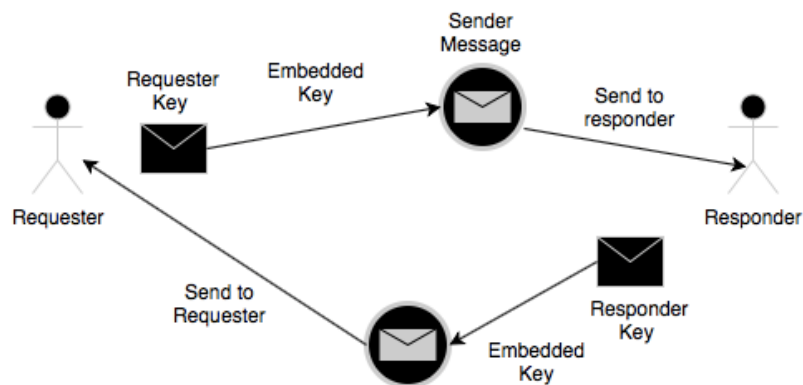 Sender
Message
Requester
Key
Embedded
Key
Send to
responder
Requester
Responder
Send to
Requester
Responder
Key
Embedded
Key